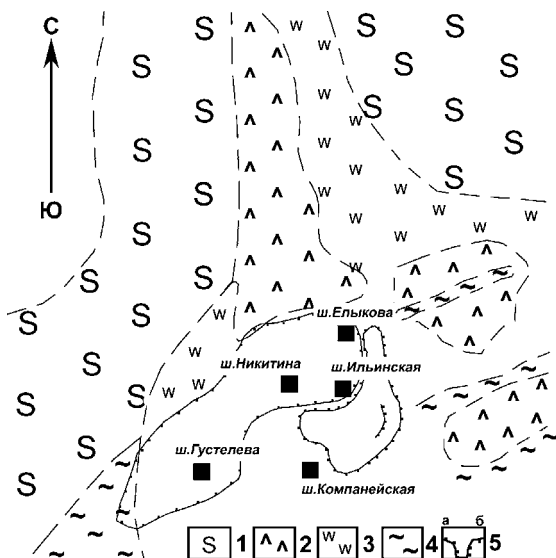 С
Ю
ш.Елыкова
ш.Никитина
ш.Ильинская
ш.Густелева
ш.Компанейская
S 1
2
w w w 3
4
а б 5